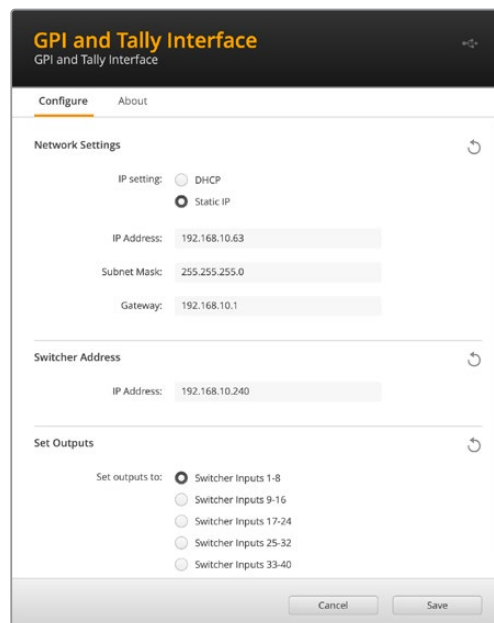 GPI and Tally Interface
GPI and Tally Interface
Configure About
Network Settings
IP setting: DHCP
Static IP
IP Address: 192.168.10.63
Subnet Mask: 255.255.255.0
Gateway: 192.168.10.1
Switcher Address
IP Address: 192.168.10.240
Set Outputs
Set outputs to: Switcher Inputs 1-8
Switcher Inputs 9-16
Switcher Inputs 17-24
Switcher Inputs 25-32
Switcher Inputs 33-40
Cancel Save